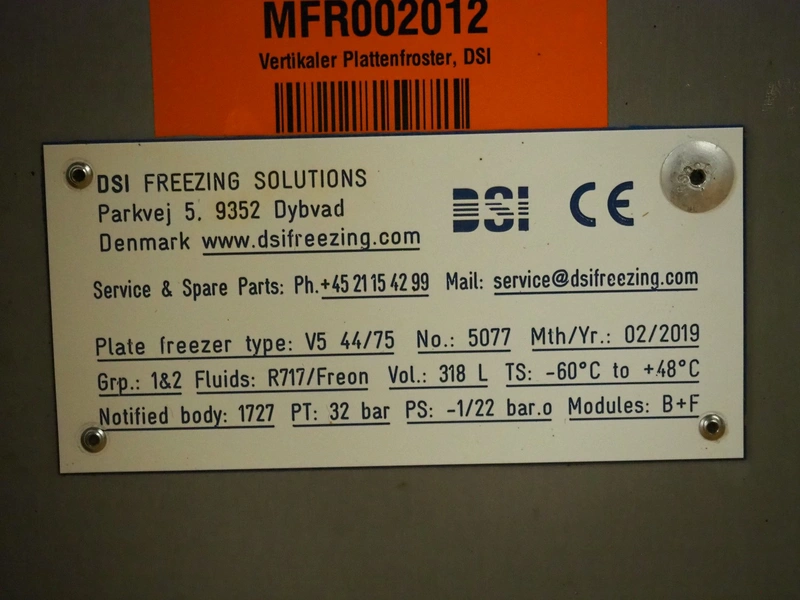 MFR002012
Vertikaler Plattenfroster, DSI
DSI FREEZING SOLUTIONS
Parkvej 5. 9352 Dybvad
Denmark www.dsifreezing.com
DSI CE
Service & Spare Parts: Ph.+45 21 15 42 99 Mail: service@dsifreezing.com
Plate freezer type: V5 44/75 No.: 5077 Mth/Yr.: 02/2019
Grp.: 1&2 Fluids: R717/Freon Vol.: 318 L TS: -60°C to +48°C
Notified body: 1727 PT: 32 bar PS: -1/22 bar.o Modules: B+F